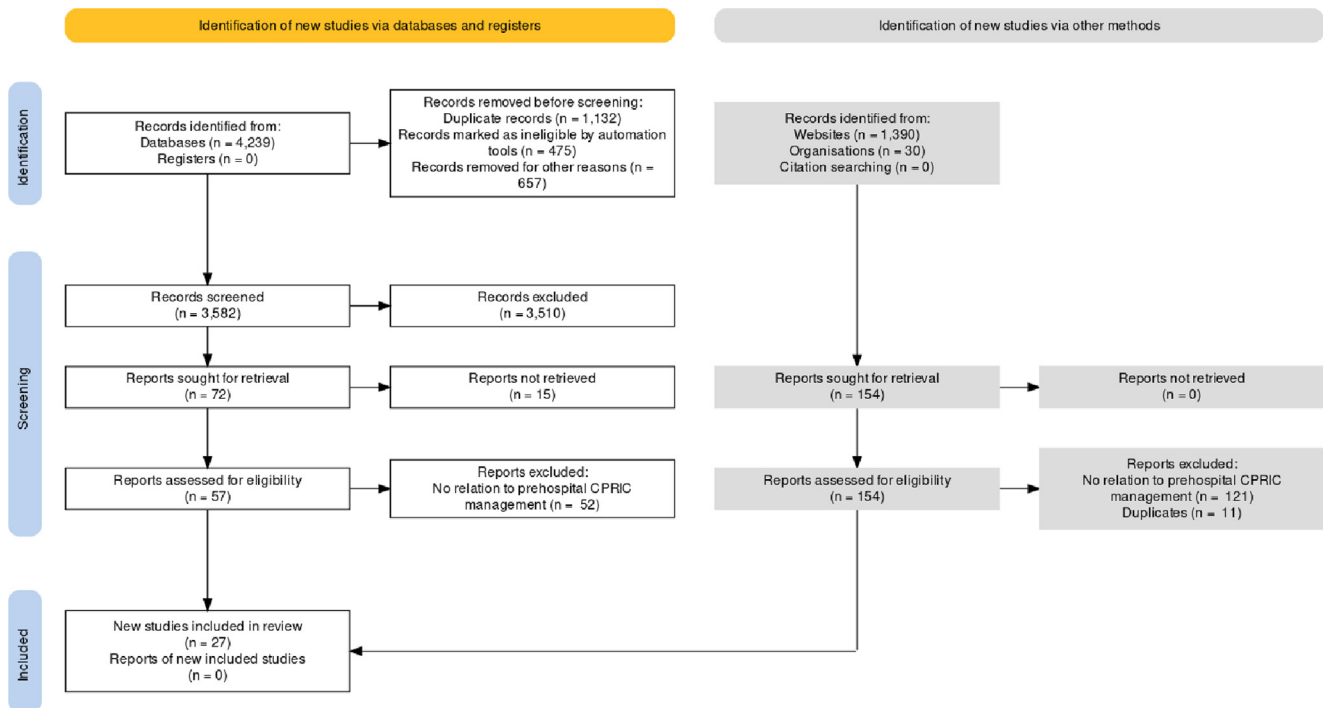 Identification of new studies via databases and registers
Identification of new studies via other methods
Identification
Records identified from:
Databases (n = 4,239)
Registers (n = 0)
Records removed before screening:
Duplicate records (n = 1,132)
Records marked as ineligible by automation
tools (n = 475)
Records removed for other reasons (n =
657)
Records identified from:
Websites (n = 1,390)
Organisations (n = 30)
Citation searching (n = 0)
Screening
Records screened
(n = 3,582)
Records excluded
(n = 3,510)
Reports sought for retrieval
(n = 72)
Reports not retrieved
(n = 15)
Reports sought for retrieval
(n = 154)
Reports not retrieved
(n = 0)
Reports assessed for eligibility
(n = 57)
Reports excluded:
No relation to prehospital CPRIC
management (n = 52)
Reports assessed for eligibility
(n = 154)
Reports excluded:
No relation to prehospital CPRIC
management (n = 121)
Duplicates (n = 11)
Included
New studies included in review
(n = 27)
Reports of new included studies
(n = 0)